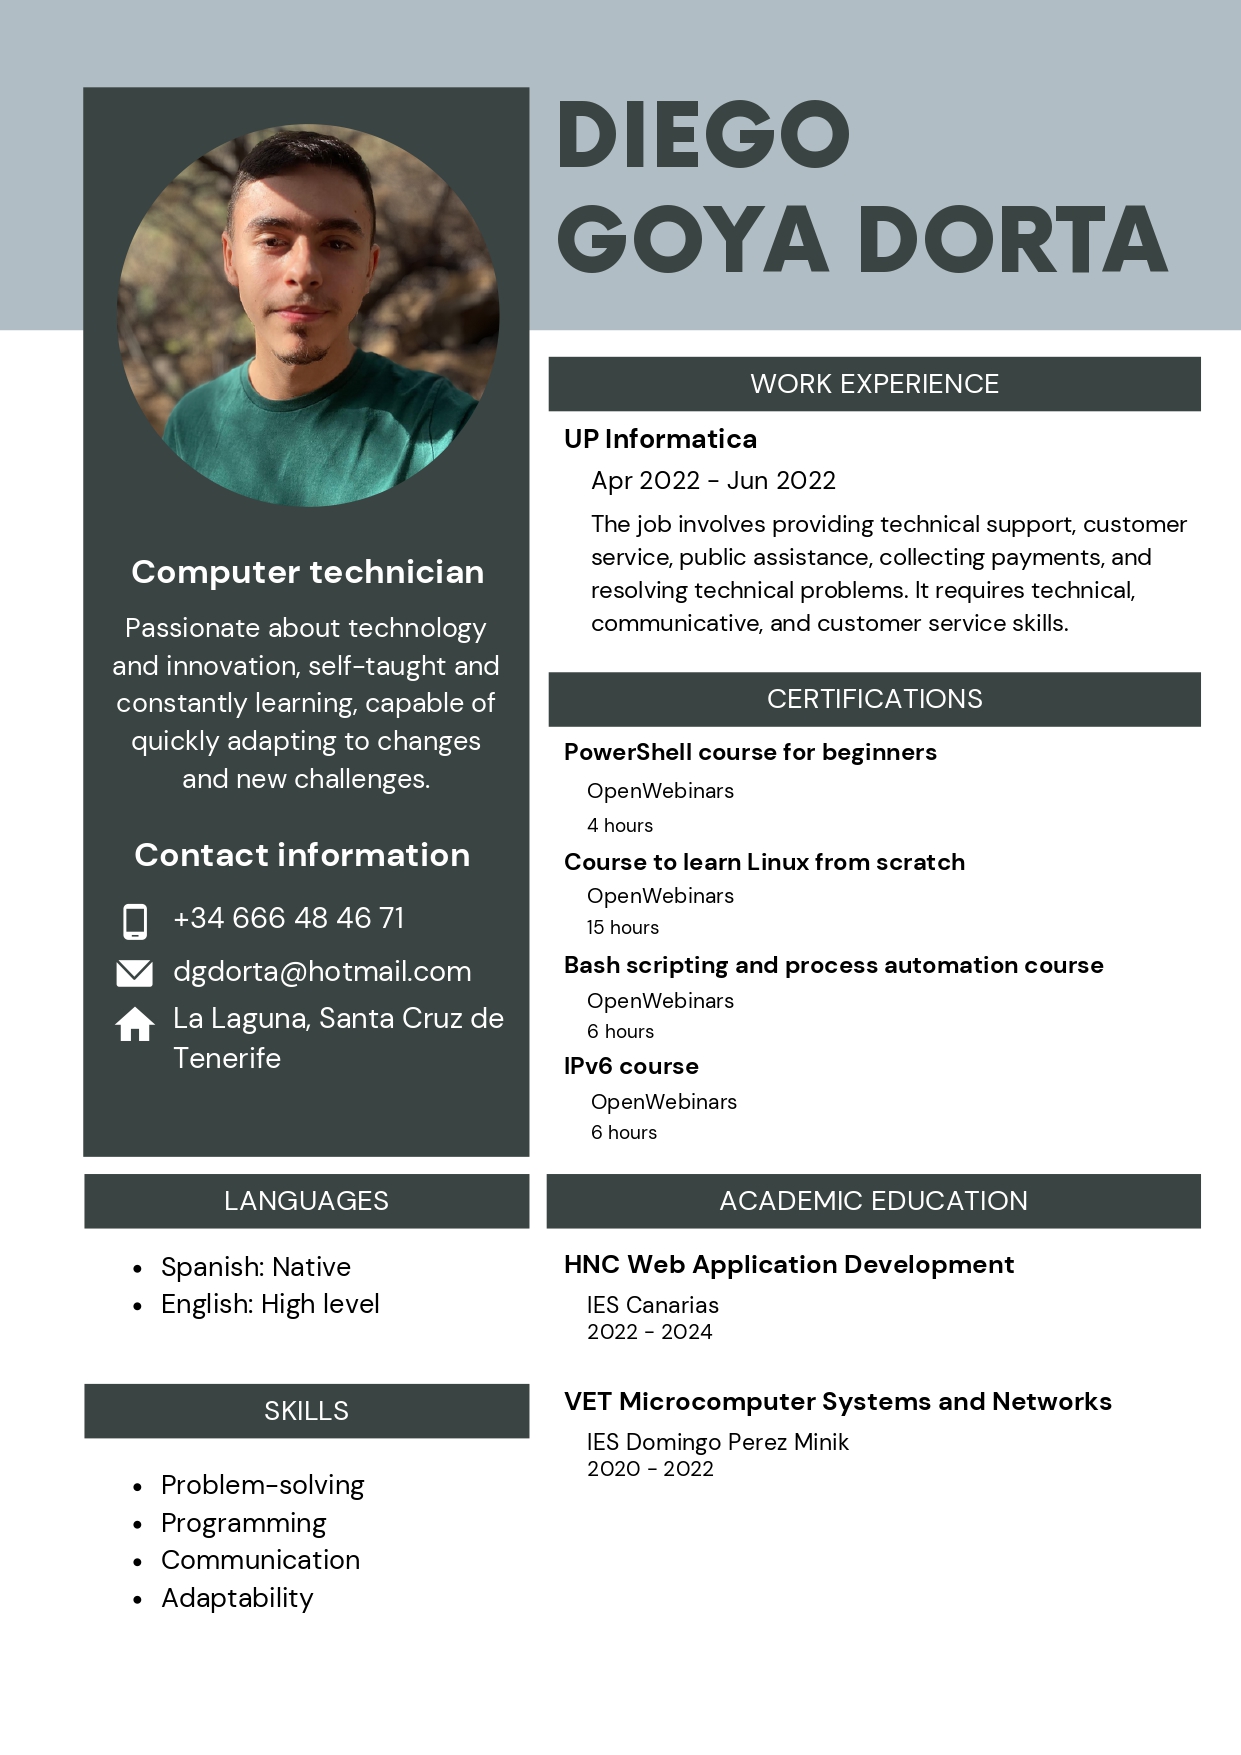 DIEGO
GOYA DORTA
Computer technician
Passionate about technology
and innovation, self-taught and
constantly learning, capable of
quickly adapting to changes
and new challenges.
Contact information
+34 666 48 46 71
dgdorta@hotmail.com
La Laguna, Santa Cruz de
Tenerife
LANGUAGES
• Spanish: Native
• English: High level
SKILLS
• Problem-solving
• Programming
• Communication
• Adaptability
WORK EXPERIENCE
UP Informatica
Apr 2022 - Jun 2022
The job involves providing technical support, customer
service, public assistance, collecting payments, and
resolving technical problems. It requires technical,
communicative, and customer service skills.
CERTIFICATIONS
PowerShell course for beginners
OpenWebinars
4 hours
Course to learn Linux from scratch
OpenWebinars
15 hours
Bash scripting and process automation course
OpenWebinars
6 hours
IPv6 course
OpenWebinars
6 hours
ACADEMIC EDUCATION
HNC Web Application Development
IES Canarias
2022 - 2024
VET Microcomputer Systems and Networks
IES Domingo Perez Minik
2020 - 2022